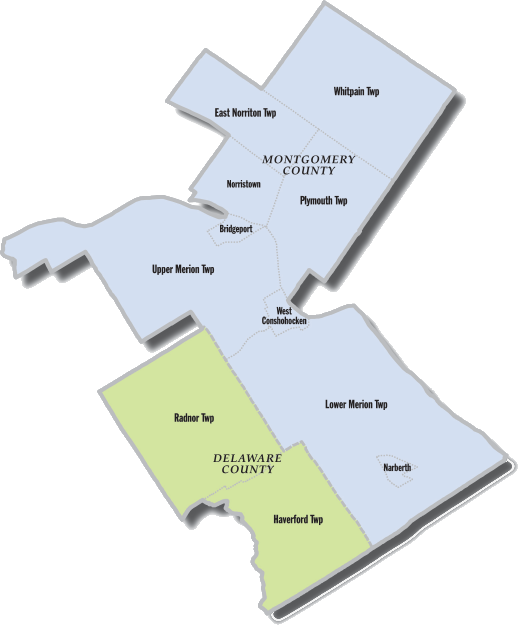 Whitpain Twp
East Norriton Twp
MONTGOMERY
COUNTY
Norristown
Plymouth Twp
Bridgeport
Upper Merion Twp
West
Conshohocken
Lower Merion Twp
Radnor Twp
DELAWARE
COUNTY
Narberth
Haverford Twp